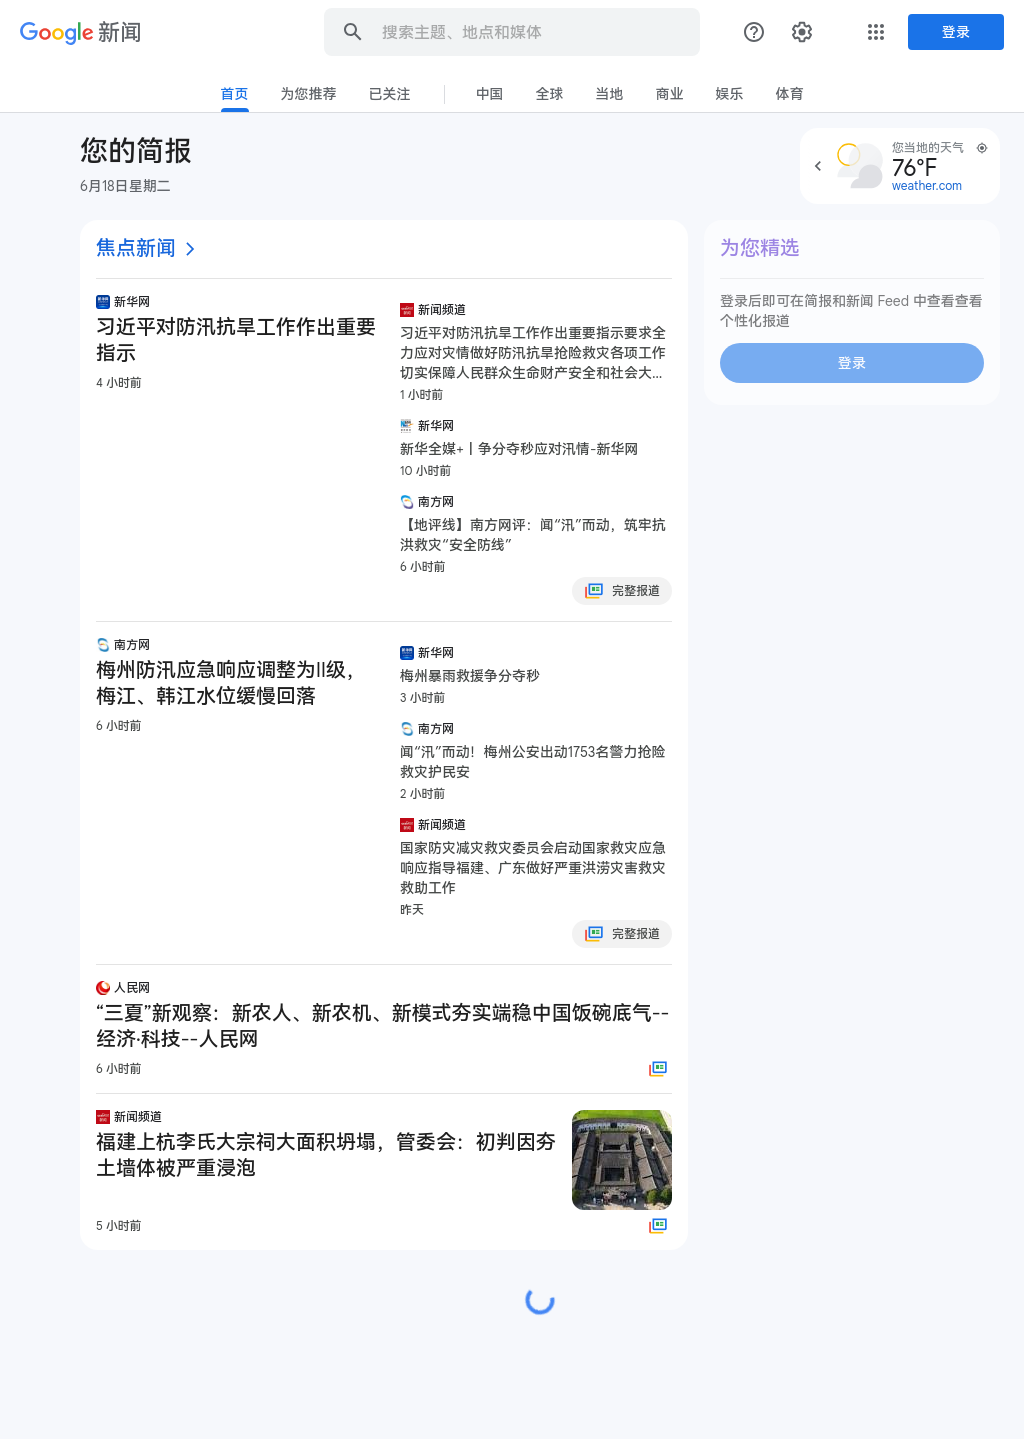 Google 新闻
搜索主题、地点和媒体
登录
首页
为您推荐
已关注
中国
全球
当地
商业
娱乐
体育
您的简报
6月18日星期二
您当地的天气
76°F
weather.com
焦点新闻
新华网
习近平对防汛抗旱工作作出重要
指示
4 小时前
新闻频道
习近平对防汛抗旱工作作出重要指示要求全
力应对灾情做好防汛抗旱抢险救灾各项工作
切实保障人民群众生命财产安全和社会大...
1 小时前
新华网
新华全媒+丨争分夺秒应对汛情-新华网
10 小时前
南方网
【地评线】南方网评：闻“汛”而动，筑牢抗
洪救灾“安全防线”
6 小时前
完整报道
南方网
梅州防汛应急响应调整为Ⅱ级，
梅江、韩江水位缓慢回落
6 小时前
新华网
梅州暴雨救援争分夺秒
3 小时前
南方网
闻“汛”而动！梅州公安出动1753名警力抢险
救灾护民安
2 小时前
新闻频道
国家防灾减灾救灾委员会启动国家救灾应急
响应指导福建、广东做好严重洪涝灾害救灾
救助工作
昨天
完整报道
人民网
“三夏”新观察：新农人、新农机、新模式夯实端稳中国饭碗底气--
经济·科技--人民网
6 小时前
新闻频道
福建上杭李氏大宗祠大面积坍塌，管委会：初判因夯
土墙体被严重浸泡
5 小时前
为您精选
登录后即可在简报和新闻 Feed 中查看查看
个性化报道
登录